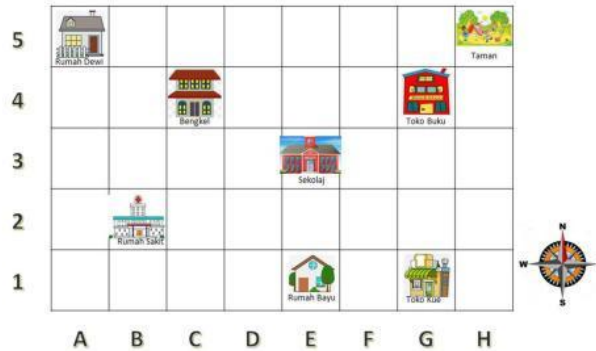 5
Rumah Dewi
Taman
4
Bengkel
Toko Buku
3
Sekolaj
2
Rumah Sakit
N
W
E
S
1
Rumah Bayu
Toko Kue
A B C D E F G H